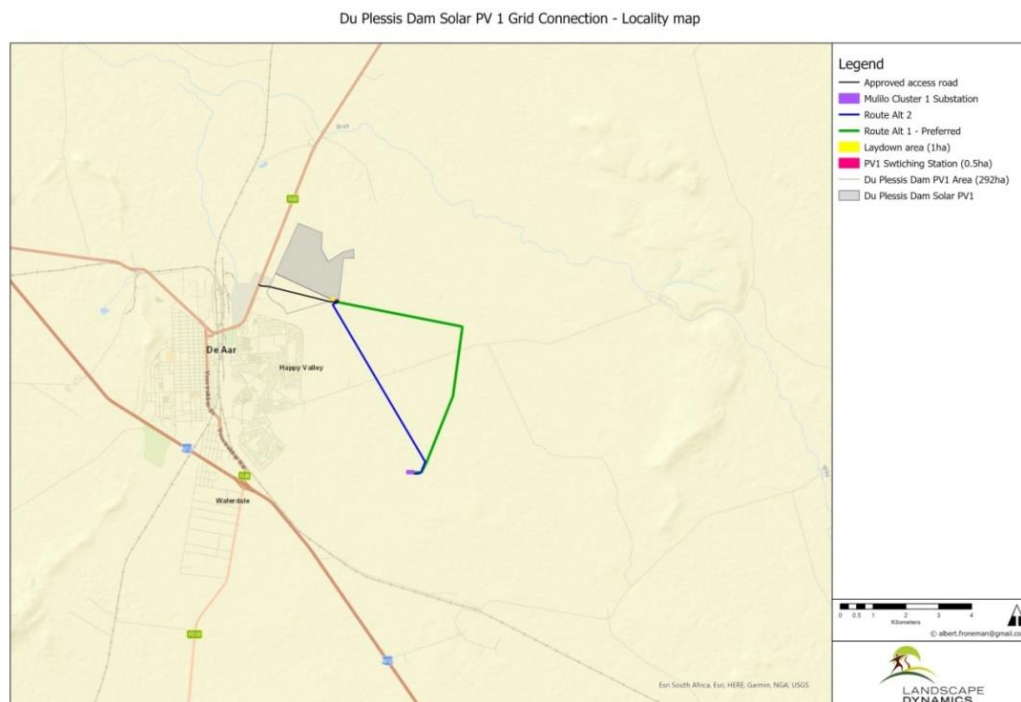 Du Plessis Dam Solar PV 1 Grid Connection - Locality map
Legend
Approved access road
Mulilo Cluster 1 Substation
Route Alt 2
Route Alt 1 - Preferred
Laydown area (1ha)
PV1 Swtiching Station (0.5ha)
Du Plessis Dam PV1 Area (292ha)
Du Plessis Dam Solar PV1
De Aar
Happy Valley
Waterdale
0 0.5 1 2 3 4
Kilometers
© albert.froneman@gmail.co
Esri South Africa, Esri, HERE, Garmin, NGA, USGS
LANDSCAPE
DYNAMICS